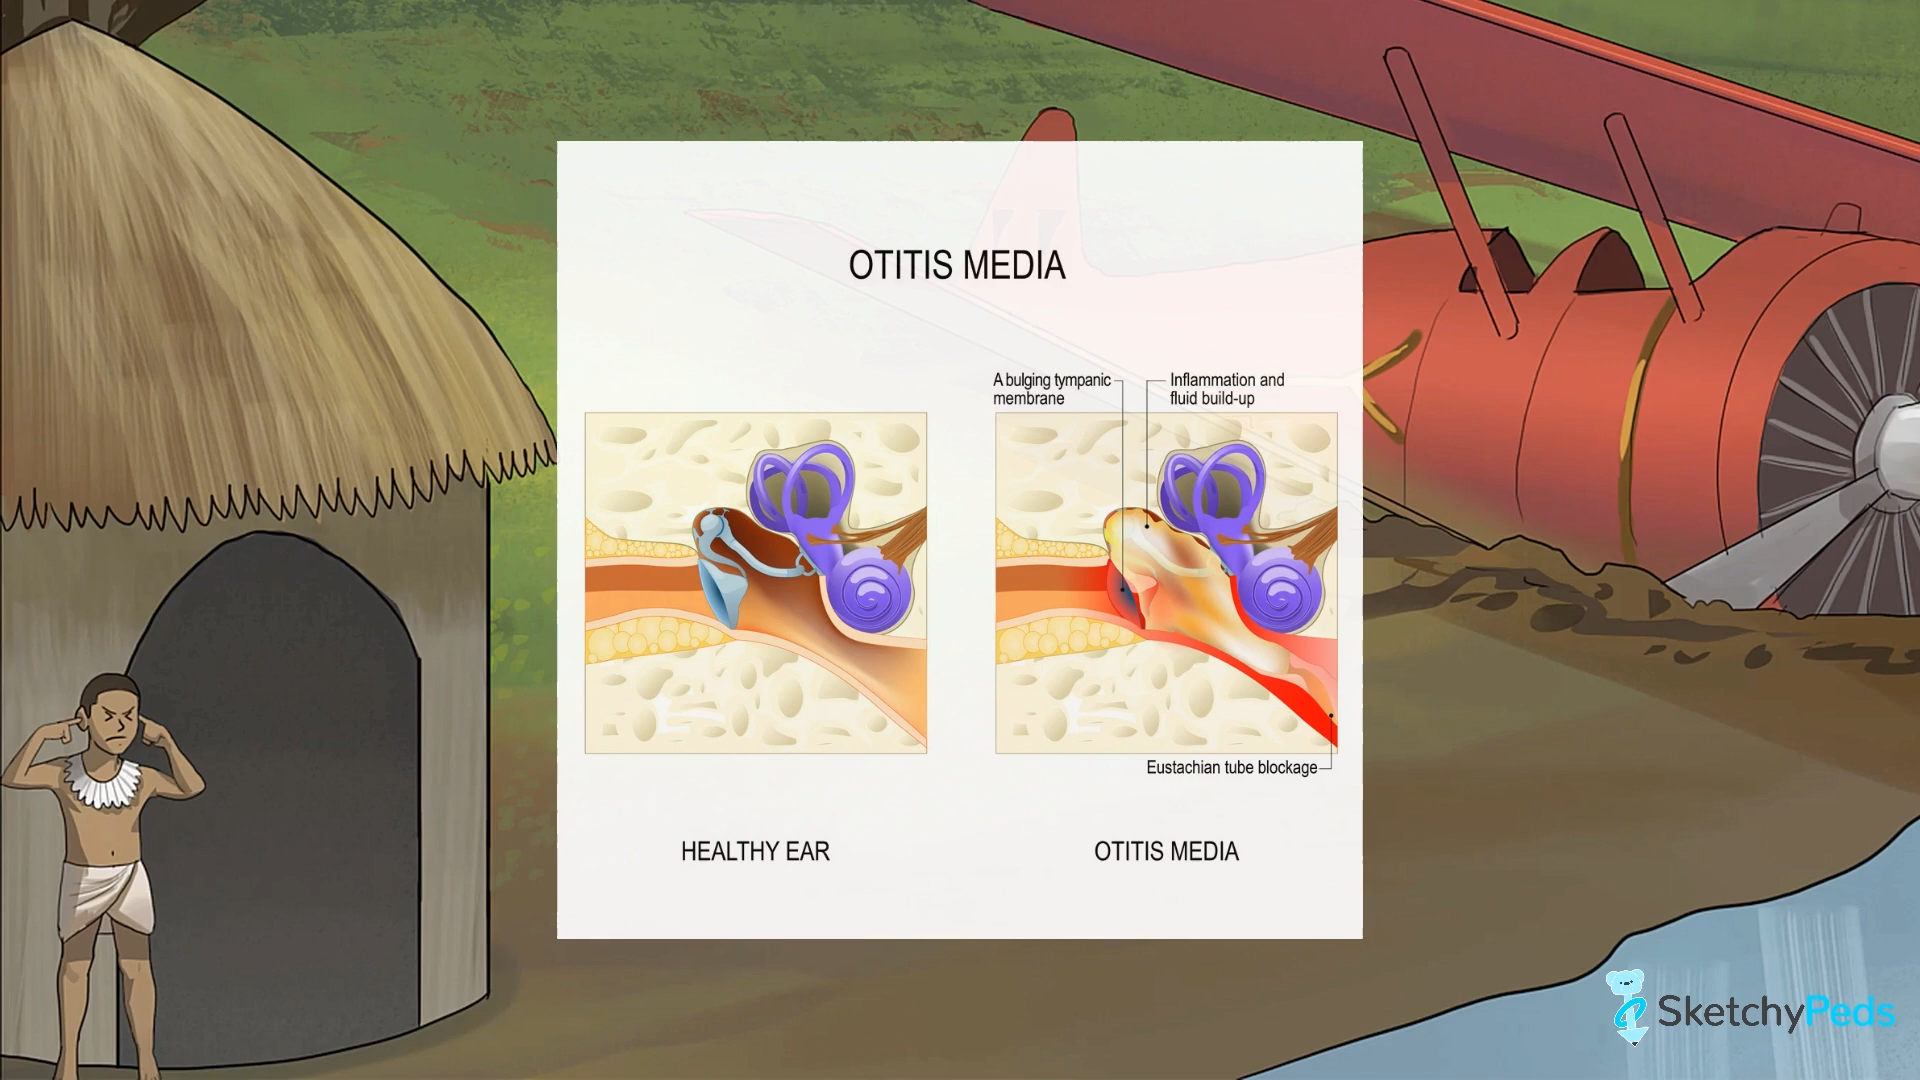 OTITIS MEDIA
A bulging tympanic
membrane
Inflammation and
fluid build-up
Eustachian tube blockage
HEALTHY EAR
OTITIS MEDIA
SketchyPeds